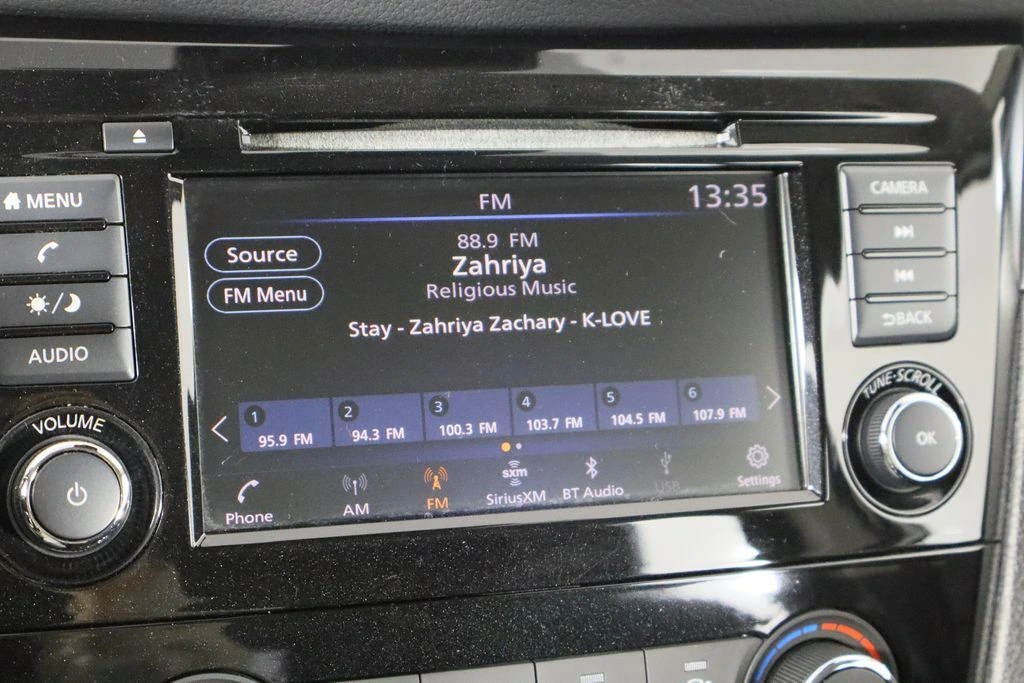 MENU
AUDIO
VOLUME
FM
13:35
Source
FM Menu
88.9 FM
Zahriya
Religious Music
Stay - Zahriya Zachary - K-LOVE
1 95.9 FM
2 94.3 FM
3 100.3 FM
4 103.7 FM
5 104.5 FM
6 107.9 FM
Phone
AM
FM
sxm
SiriusXM
BT Audio
USB
Settings
CAMERA
BACK
TUNE·SCROLL
OK